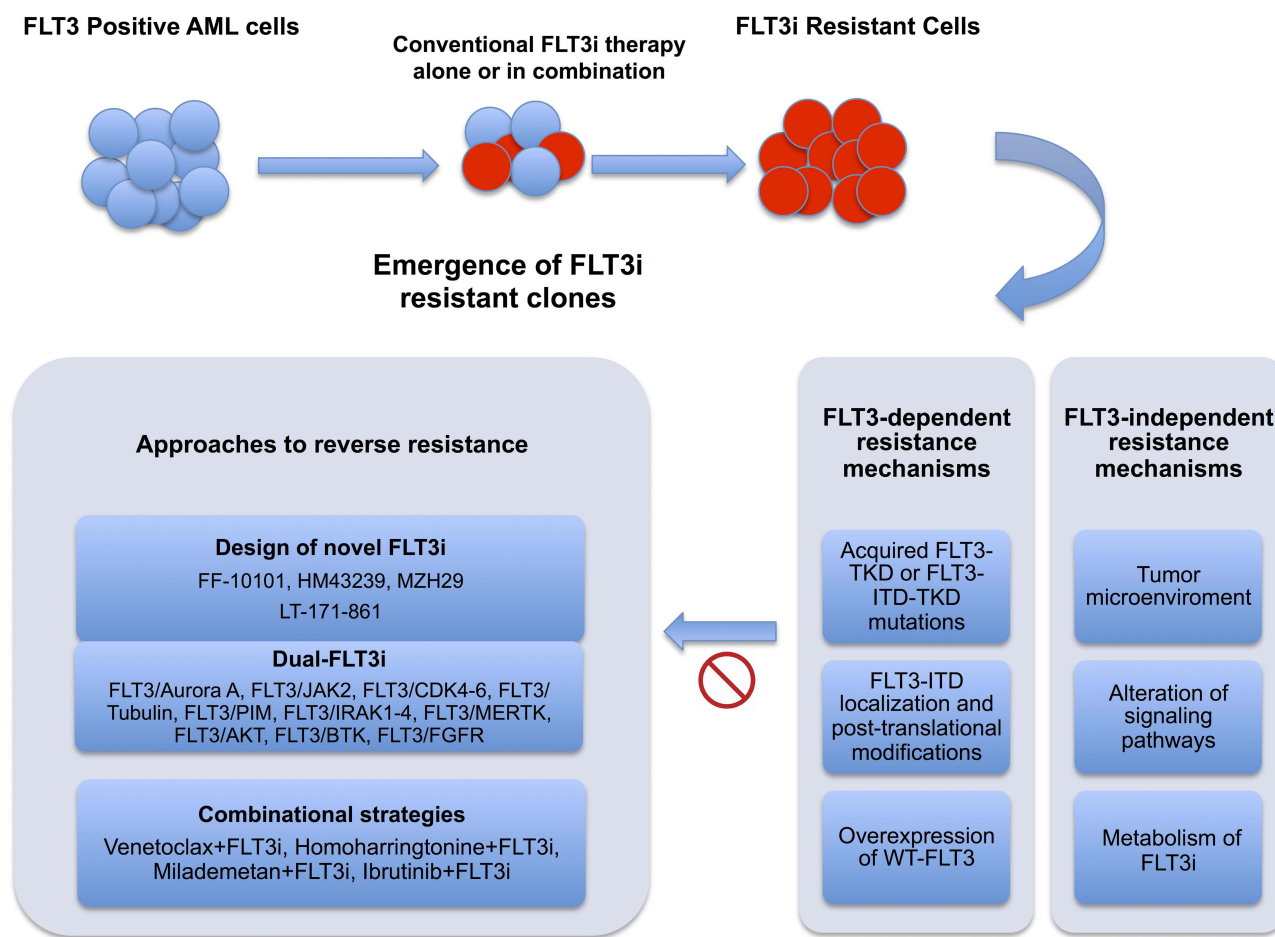 FLT3 Positive AML cells
Conventional FLT3i therapy
alone or in combination
FLT3i Resistant Cells
Emergence of FLT3i
resistant clones
Approaches to reverse resistance
Design of novel FLT3i
FF-10101, HM43239, MZH29
LT-171-861
Dual-FLT3i
FLT3/Aurora A, FLT3/JAK2, FLT3/CDK4-6, FLT3/
Tubulin, FLT3/PIM, FLT3/IRAK1-4, FLT3/MERTK,
FLT3/AKT, FLT3/BTK, FLT3/FGFR
Combinational strategies
Venetoclax+FLT3i, Homoharringtonine+FLT3i,
Milademetan+FLT3i, Ibrutinib+FLT3i
FLT3-dependent
resistance
mechanisms
Acquired FLT3-
TKD or FLT3-
ITD-TKD
mutations
FLT3-ITD
localization and
post-translational
modifications
Overexpression
of WT-FLT3
FLT3-independent
resistance
mechanisms
Tumor
microenviroment
Alteration of
signaling
pathways
Metabolism of
FLT3i